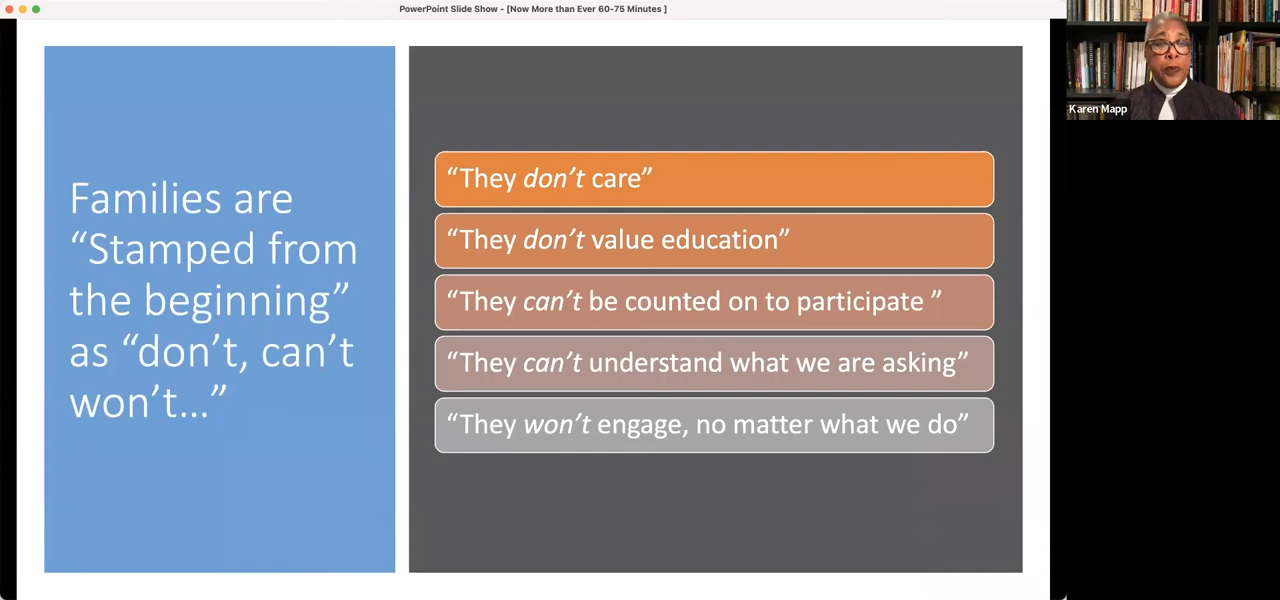 PowerPoint Slide Show - [Now More than Ever 60-75 Minutes ]
Families are
“Stamped from
the beginning”
as “don’t, can’t
won’t…”
“They don’t care”
“They don’t value education”
“They can’t be counted on to participate ”
“They can’t understand what we are asking”
“They won’t engage, no matter what we do”
Karen Mapp